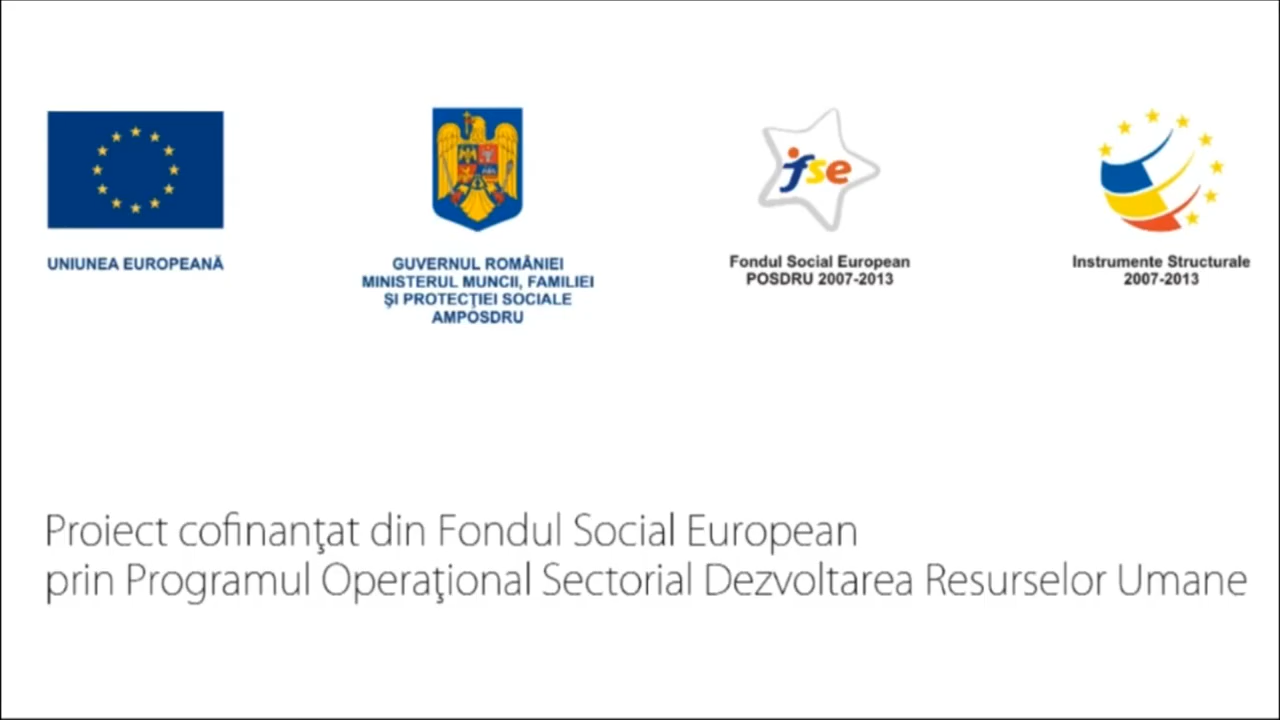 UNIUNEA EUROPEANĂ
GUVERNUL ROMÂNIEI
MINISTERUL MUNCII, FAMILIEI
ŞI PROTECŢIEI SOCIALE
AMPOSDRU
fse
Fondul Social European
POSDRU 2007-2013
Instrumente Structurale
2007-2013
Proiect cofinanţat din Fondul Social European
prin Programul Operaţional Sectorial Dezvoltarea Resurselor Umane